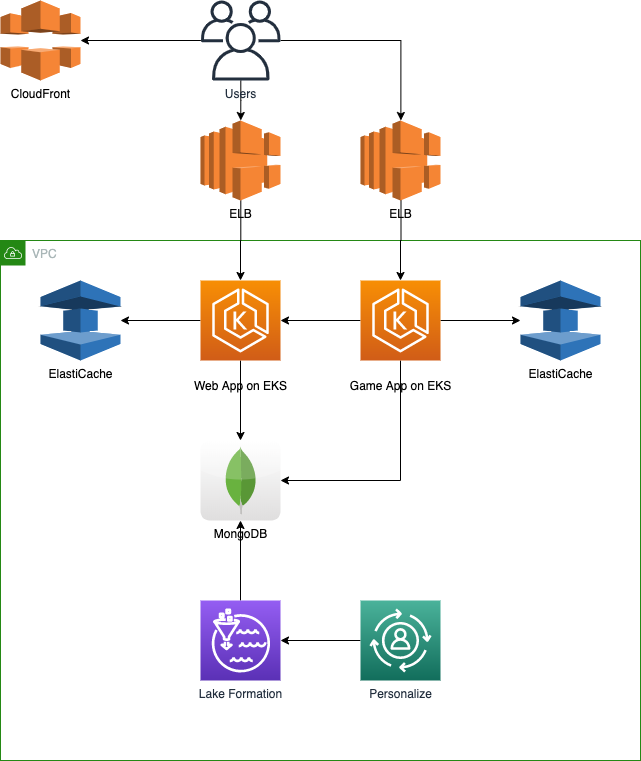 CloudFront
Users
ELB
ELB
VPC
K
K
ElastiCache
Web App on EKS
Game App on EKS
ElastiCache
MongoDB
Lake Formation
Personalize